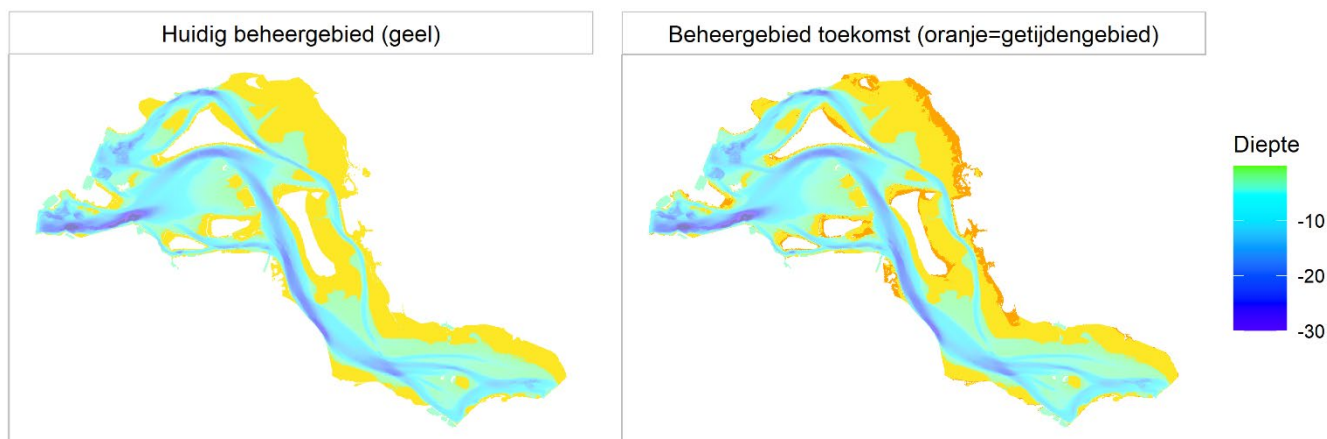 Huidig beheergebied (geel)
Beheergebied toekomst (oranje=getijdengebied)
Diepte
-10
-20
-30